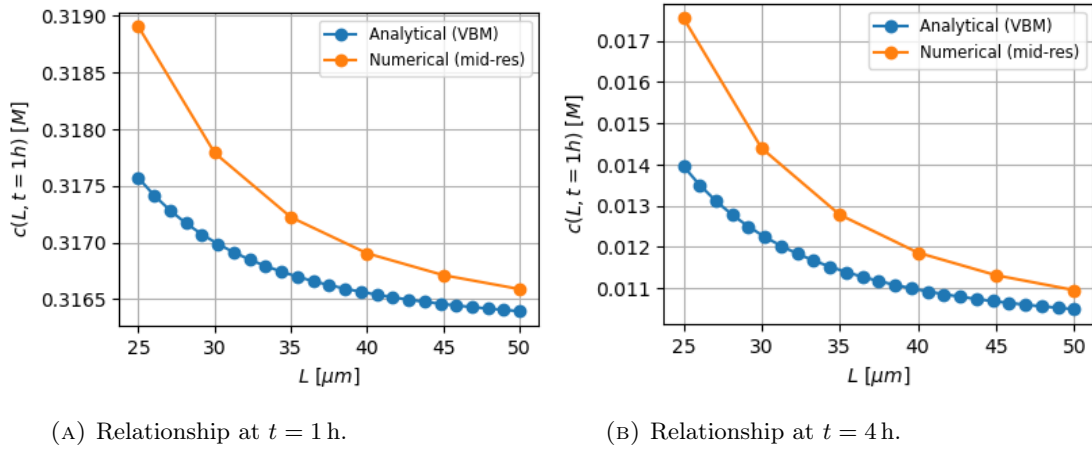 0.3190
0.3185
0.3180
0.3175
0.3170
0.3165
c(L, t = 1h) [M]
25 30 35 40 45 50
L [μm]
Analytical (VBM)
Numerical (mid-res)
(A) Relationship at t = 1 h.
0.017
0.016
0.015
0.014
0.013
0.012
0.011
c(L, t = 1h) [M]
25 30 35 40 45 50
L [μm]
Analytical (VBM)
Numerical (mid-res)
(B) Relationship at t = 4 h.